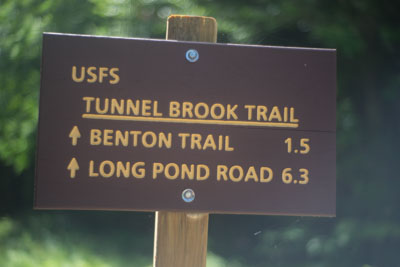 USFS
TUNNEL BROOK TRAIL
↑ BENTON TRAIL 1.5
↑ LONG POND ROAD 6.3